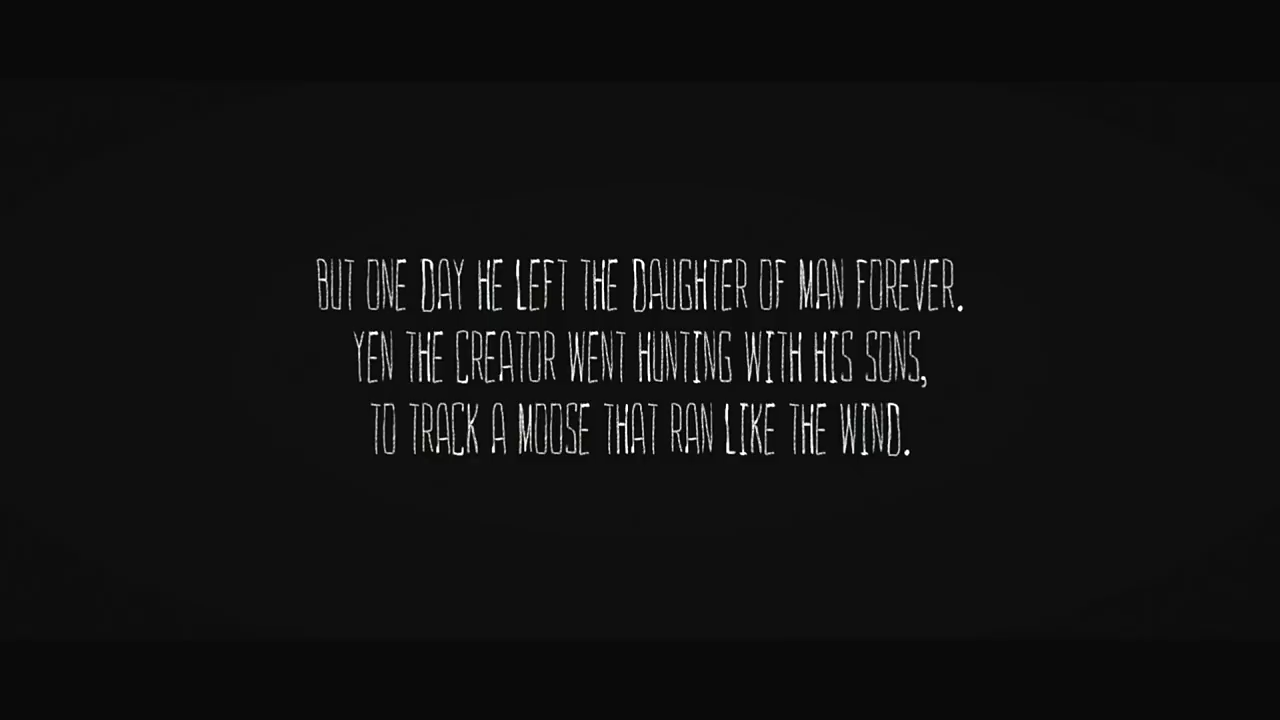 BUT ONE DAY HE LEFT THE DAUGHTER OF MAN FOREVER.
YEN THE CREATOR WENT HUNTING WITH HIS SONS,
TO TRACK A MOOSE THAT RAN LIKE THE WIND.